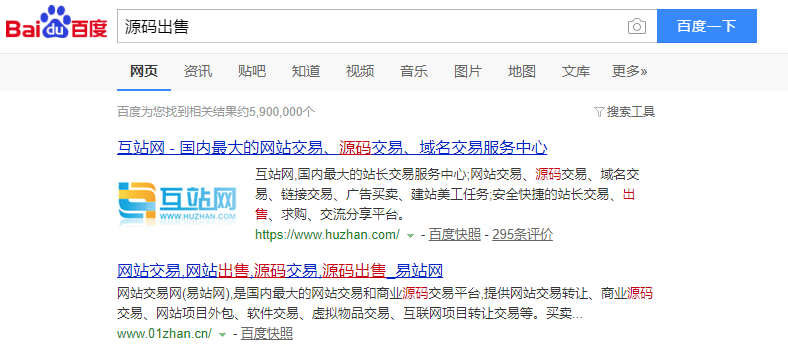 Bai du 百度 源码出售 百度一下
网页 资讯 贴吧 知道 视频 音乐 图片 地图 文库 更多»
百度为您找到相关结果约5,900,000个 搜索工具
互站网 - 国内最大的网站交易、源码交易、域名交易服务中心
互站网,国内最大的站长交易服务中心;网站交易、源码交易、域名交
易、链接交易、广告买卖、建站美工任务;安全快捷的站长交易、出
售、求购、交流分享平台。
互站网
WWW.HUZHAN.COM
https://www.huzhan.com/ - 百度快照 - 295条评价
网站交易,网站出售,源码交易,源码出售_易站网
网站交易网(易站网),是国内最大的网站交易和商业源码交易平台,提供网站交易转让、商业源码
交易、网站项目外包、软件交易、虚拟物品交易、互联网项目转让交易等。买卖...
www.01zhan.cn/ - 百度快照